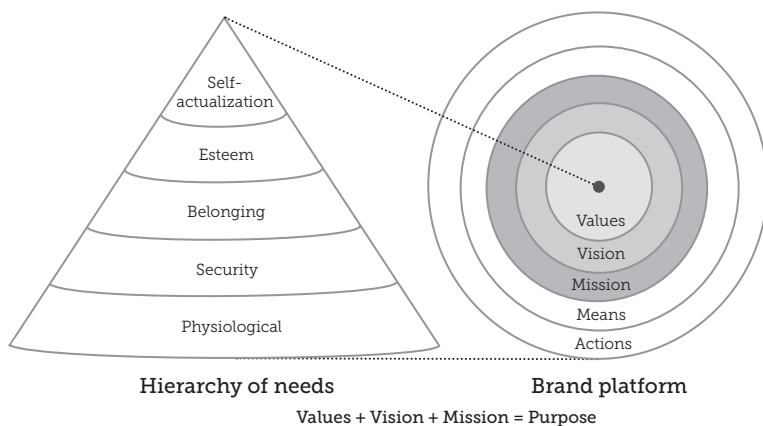 Self-
actualization
Esteem
Belonging
Security
Physiological
Values
Vision
Mission
Means
Actions
Hierarchy of needs
Brand platform
Values + Vision + Mission = Purpose